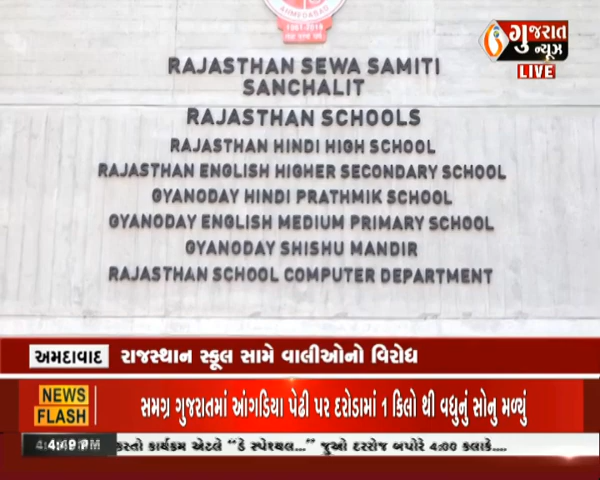 AHMEDABAD
1961-2016
ગુજરાત
ન્યૂઝ
LIVE
RAJASTHAN SEWA SAMITI
SANCHALIT
RAJASTHAN SCHOOLS
RAJASTHAN HINDI HIGH SCHOOL
RAJASTHAN ENGLISH HIGHER SECONDARY SCHOOL
GYANODAY HINDI PRATHMIK SCHOOL
GYANODAY ENGLISH MEDIUM PRIMARY SCHOOL
GYANODAY SHISHU MANDIR
RAJASTHAN SCHOOL COMPUTER DEPARTMENT
અમદાવાદ રાજસ્થાન સ્કૂલ સામે વાલીઓનો વિરોધ
NEWS FLASH
સમગ્ર ગુજરાતમાં આંગડિયા પેઢી પર દરોડામાં 1 કિલો થી વધુનું સોનુ મળ્યું
કરતો કાર્યક્રમ એટલે “ડે સ્પેશ્યલ...” જુઓ દરરોજ બપોરે 4:00 કલાકે....